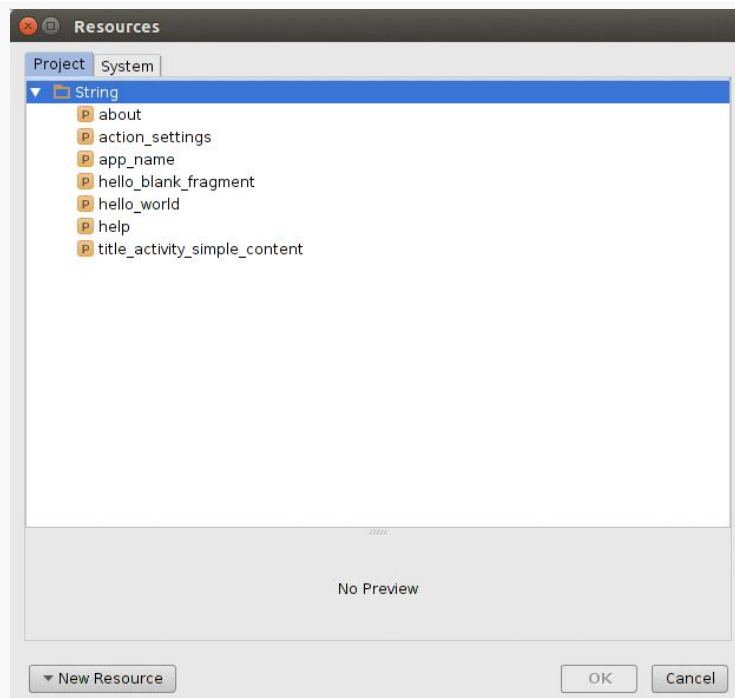 Resources
Project System
String
P about
P action_settings
P app_name
P hello_blank_fragment
P hello_world
P help
P title_activity_simple_content
No Preview
New Resource OK Cancel